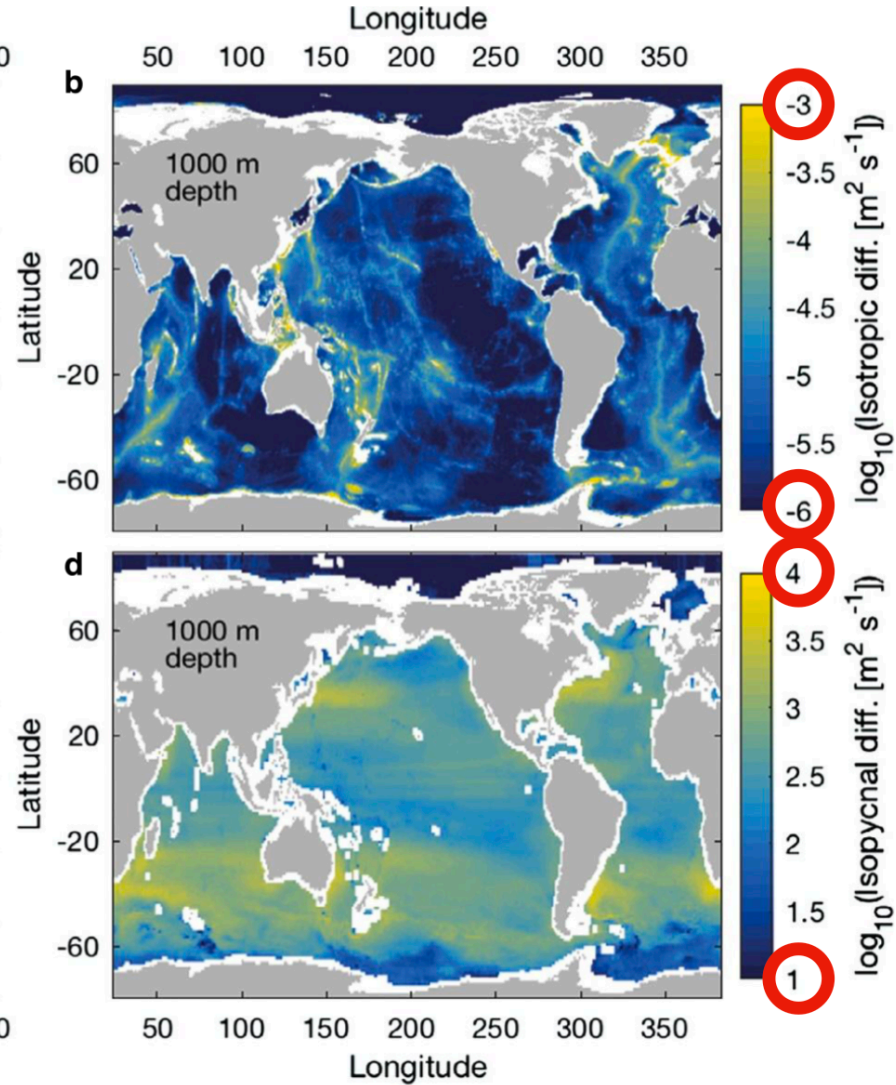 Longitude
0 50 100 150 200 250 300 350
b
1000 m
depth
60
20
-20
-60
Latitude
-3
-3.5
-4
-4.5
-5
-5.5
-6
log10(Isotropic diff. [m² s⁻¹])
d
1000 m
depth
60
20
-20
-60
Latitude
4
3.5
3
2.5
2
1.5
1
log10(Isopycnal diff. [m² s⁻¹])
0 50 100 150 200 250 300 350
Longitude